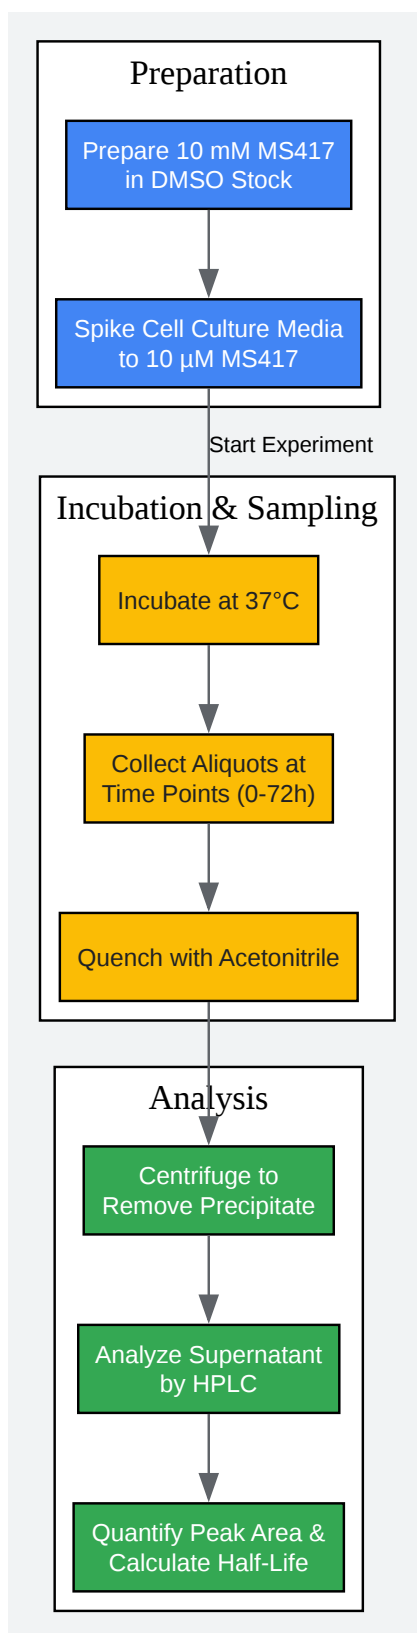 Preparation
Prepare 10 mM MS417
in DMSO Stock
Spike Cell Culture Media
to 10 µM MS417
Start Experiment
Incubation & Sampling
Incubate at 37°C
Collect Aliquots at
Time Points (0-72h)
Quench with Acetonitrile
Analysis
Centrifuge to
Remove Precipitate
Analyze Supernatant
by HPLC
Quantify Peak Area &
Calculate Half-Life